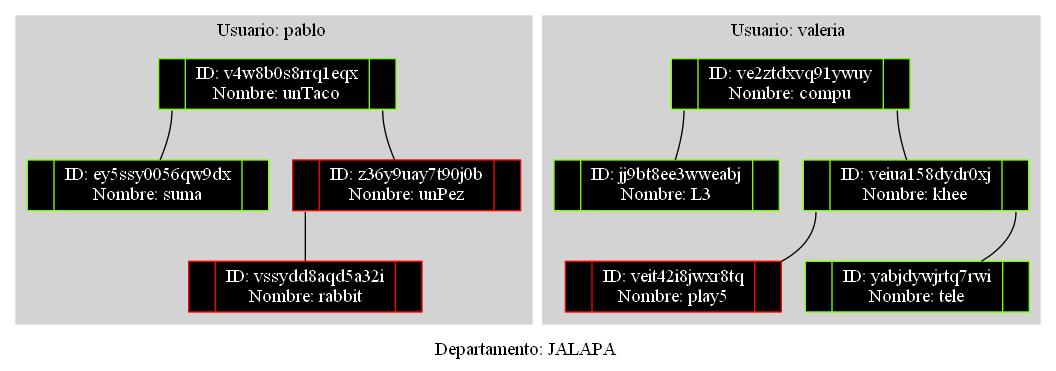 Usuario: pablo
ID: v4w8b0s8rrq1eqx
Nombre: unTaco
ID: ey5ssy0056qw9dx
Nombre: suma
ID: z36y9uay7t90j0b
Nombre: unPez
ID: vssydd8aqd5a32i
Nombre: rabbit
Usuario: valeria
ID: ve2ztdxvq91ywuy
Nombre: compu
ID: jj9bt8ee3wweabj
Nombre: L3
ID: veiua158dydr0xj
Nombre: khee
ID: veit42i8jwxr8tq
Nombre: play5
ID: yabjdywjrtq7rwi
Nombre: tele
Departamento: JALAPA